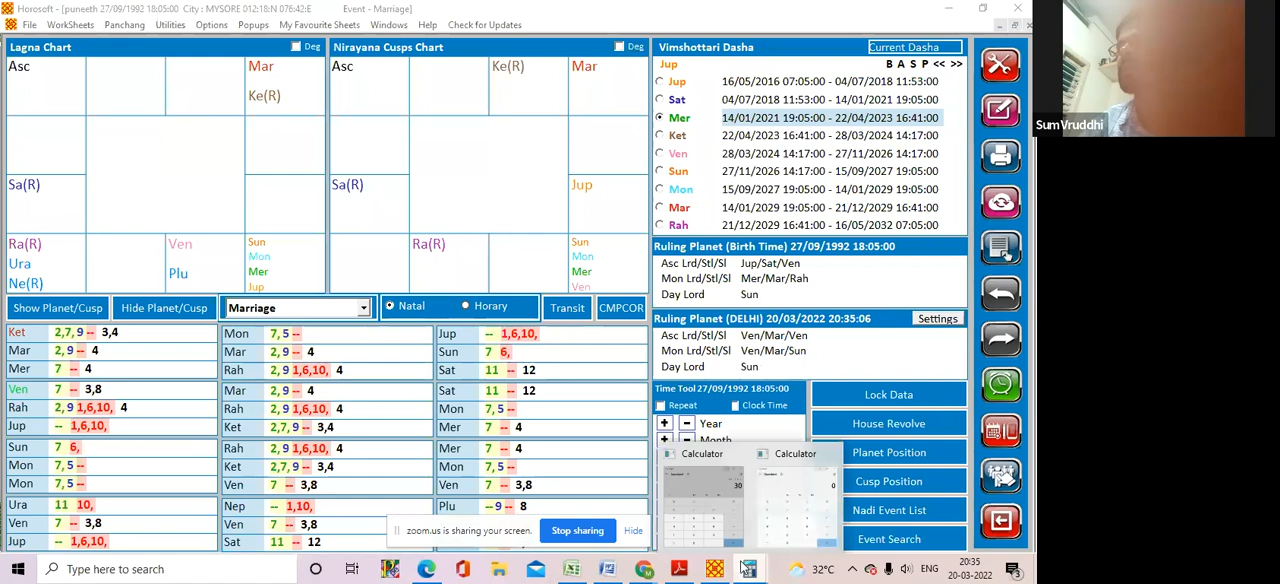 Horosoft - [puneeth 27/09/1992 18:05:00 City : MYSORE 012:18:N 076:42:E Event - Marriage]
File WorkSheets Panchang Utilities Options Popups My Favourite Sheets Windows Help Check for Updates
Lagna Chart Deg Nirayana Cusps Chart Deg Vimshottari Dasha Current Dasha
Jup B A S P << >>
Asc Mar Asc Ke(R) Mar
Ke(R)
Jup 16/05/2016 07:05:00 - 04/07/2018 11:53:00
Sat 04/07/2018 11:53:00 - 14/01/2021 19:05:00
Mer 14/01/2021 19:05:00 - 22/04/2023 16:41:00
Ket 22/04/2023 16:41:00 - 28/03/2024 14:17:00
Ven 28/03/2024 14:17:00 - 27/11/2026 14:17:00
Sun 27/11/2026 14:17:00 - 15/09/2027 19:05:00
Mon 15/09/2027 19:05:00 - 14/01/2029 19:05:00
Mar 14/01/2029 19:05:00 - 21/12/2029 16:41:00
Rah 21/12/2029 16:41:00 - 16/05/2032 07:05:00
SumVruddhi
Sa(R) Sa(R) Jup
Ra(R) Ven Sun Ra(R) Sun
Ura Mon Mon
Ne(R) Plu Mer Mer
Jup Ven
Ruling Planet (Birth Time) 27/09/1992 18:05:00
Asc Lrd/Stl/Sl Jup/Sat/Ven
Mon Lrd/Stl/Sl Mer/Mar/Rah
Day Lord Sun
Show Planet/Cusp Hide Planet/Cusp Marriage Natal Horary Transit CMPCOR
Ruling Planet (DELHI) 20/03/2022 20:35:06 Settings
Asc Lrd/Stl/Sl Ven/Mar/Ven
Mon Lrd/Stl/Sl Ven/Mar/Sun
Day Lord Sun
Ket 2,7, 9 -- 3,4 Mon 7, 5 -- Jup -- 1,6,10,
Mar 2, 9 -- 4 Mar 2, 9 -- 4 Sun 7 6,
Mer 7 -- 4 Rah 2, 9 1,6,10, 4 Sat 11 -- 12
Ven 7 -- 3,8 Mar 2, 9 -- 4 Sat 11 -- 12
Rah 2, 9 1,6,10, 4 Rah 2, 9 1,6,10, 4 Mon 7, 5 --
Jup -- 1,6,10, Ket 2,7, 9 -- 3,4 Mer 7 -- 4
Sun 7 6, Rah 2, 9 1,6,10, 4 Mer 7 -- 4
Mon 7, 5 -- Ket 2,7, 9 -- 3,4 Mon 7, 5 --
Mon 7, 5 -- Ven 7 -- 3,8 Ven 7 -- 3,8
Ura 11 10, Nep -- 1,10, Plu -- 9 -- 8
Ven 7 -- 3,8 Ven 7 -- 3,8
Jup -- 1,6,10, Sat 11 -- 12
Time Tool 27/09/1992 18:05:00
Repeat Clock Time
+ - Year
+ - Month
Lock Data
House Revolve
Planet Position
Cusp Position
Nadi Event List
Event Search
Calculator Calculator
30 0
zoom.us is sharing your screen. Stop sharing Hide
Type here to search 32°C ENG 20:35
20-03-2022 3